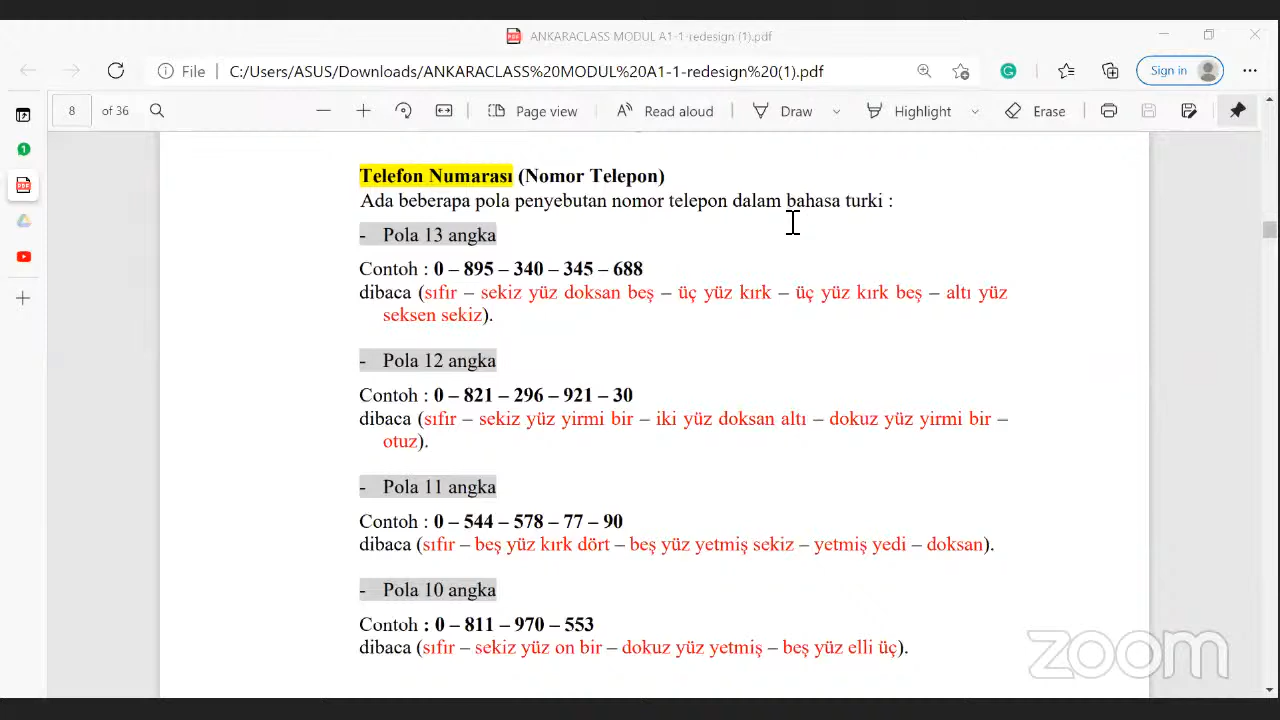 ANKARACLASS MODUL A1-1-redesign (1).pdf
File
C:/Users/ASUS/Downloads/ANKARACLASS%20MODUL%20A1-1-redesign%20(1).pdf
Sign in
8 of 36
Page view
Read aloud
Draw
Highlight
Erase
Telefon Numarası (Nomor Telepon)
Ada beberapa pola penyebutan nomor telepon dalam bahasa turki :
- Pola 13 angka
Contoh : 0 – 895 – 340 – 345 – 688
dibaca (sıfır – sekiz yüz doksan beş – üç yüz kırk – üç yüz kırk beş – altı yüz
seksen sekiz).
- Pola 12 angka
Contoh : 0 – 821 – 296 – 921 – 30
dibaca (sıfır – sekiz yüz yirmi bir – iki yüz doksan altı – dokuz yüz yirmi bir –
otuz).
- Pola 11 angka
Contoh : 0 – 544 – 578 – 77 – 90
dibaca (sıfır – beş yüz kırk dört – beş yüz yetmiş sekiz – yetmiş yedi – doksan).
- Pola 10 angka
Contoh : 0 – 811 – 970 – 553
dibaca (sıfır – sekiz yüz on bir – dokuz yüz yetmiş – beş yüz elli üç).
zoom